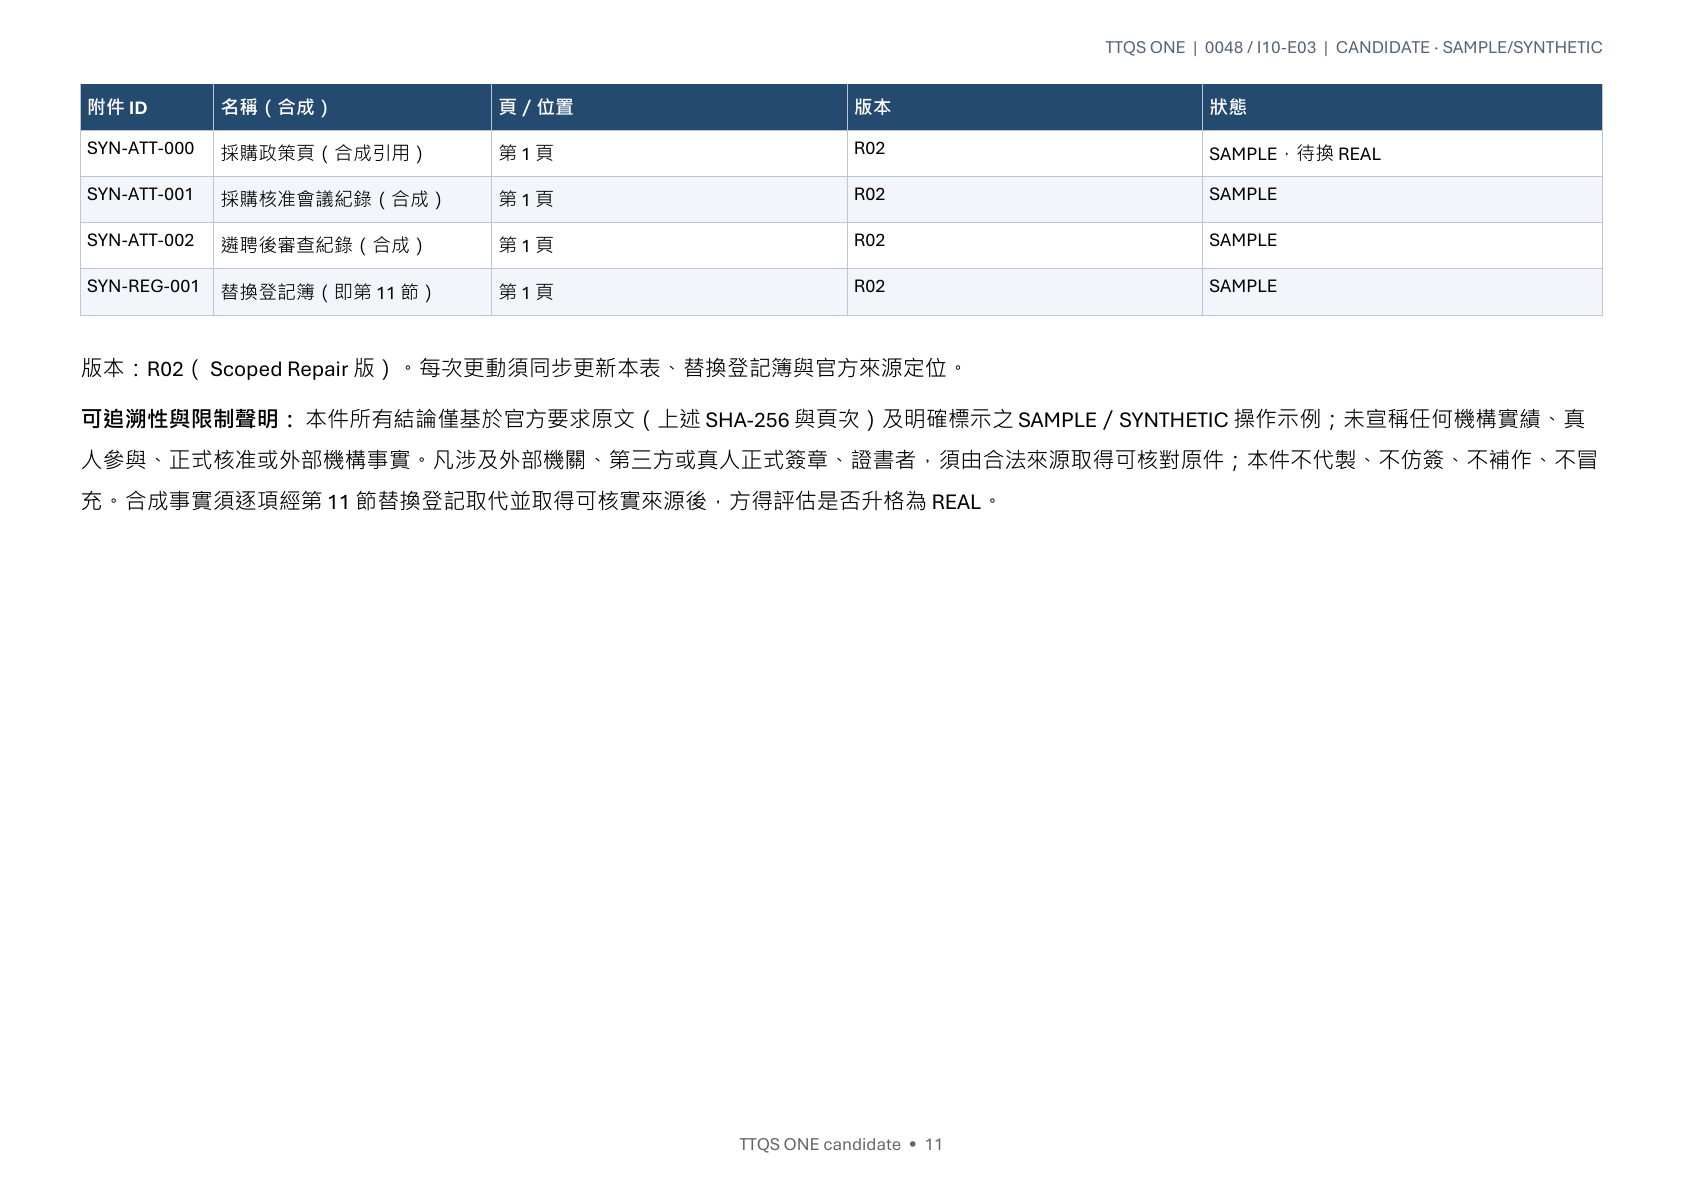 TTQS ONE | 0048 / I10-E03 | CANDIDATE · SAMPLE/SYNTHETIC
附件 ID 名稱（合成） 頁 / 位置 版本 狀態
SYN-ATT-000 採購政策頁（合成引用） 第 1 頁 R02 SAMPLE，待換 REAL
SYN-ATT-001 採購核准會議紀錄（合成） 第 1 頁 R02 SAMPLE
SYN-ATT-002 遴聘後審查紀錄（合成） 第 1 頁 R02 SAMPLE
SYN-REG-001 替換登記簿（即第 11 節） 第 1 頁 R02 SAMPLE
版本：R02（ Scoped Repair 版）。每次更動須同步更新本表、替換登記簿與官方來源定位。
可追溯性與限制聲明： 本件所有結論僅基於官方要求原文（上述 SHA-256 與頁次）及明確標示之 SAMPLE / SYNTHETIC 操作示例；未宣稱任何機構實績、真
人參與、正式核准或外部機構事實。凡涉及外部機關、第三方或真人正式簽章、證書者，須由合法來源取得可核對原件；本件不代製、不仿簽、不補作、不冒
充。合成事實須逐項經第 11 節替換登記取代並取得可核實來源後，方得評估是否升格為 REAL。
TTQS ONE candidate • 11